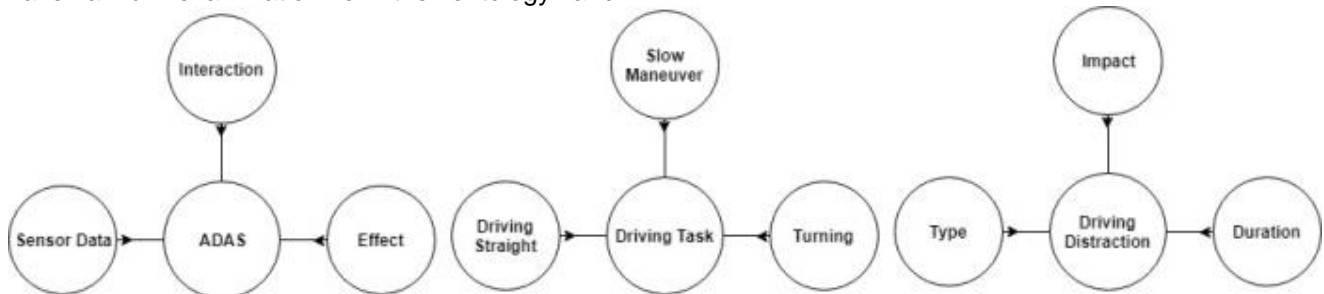 Interaction
Slow
Maneuver
Impact
Sensor Data
ADAS
Effect
Driving
Straight
Driving Task
Turning
Type
Driving
Distraction
Duration